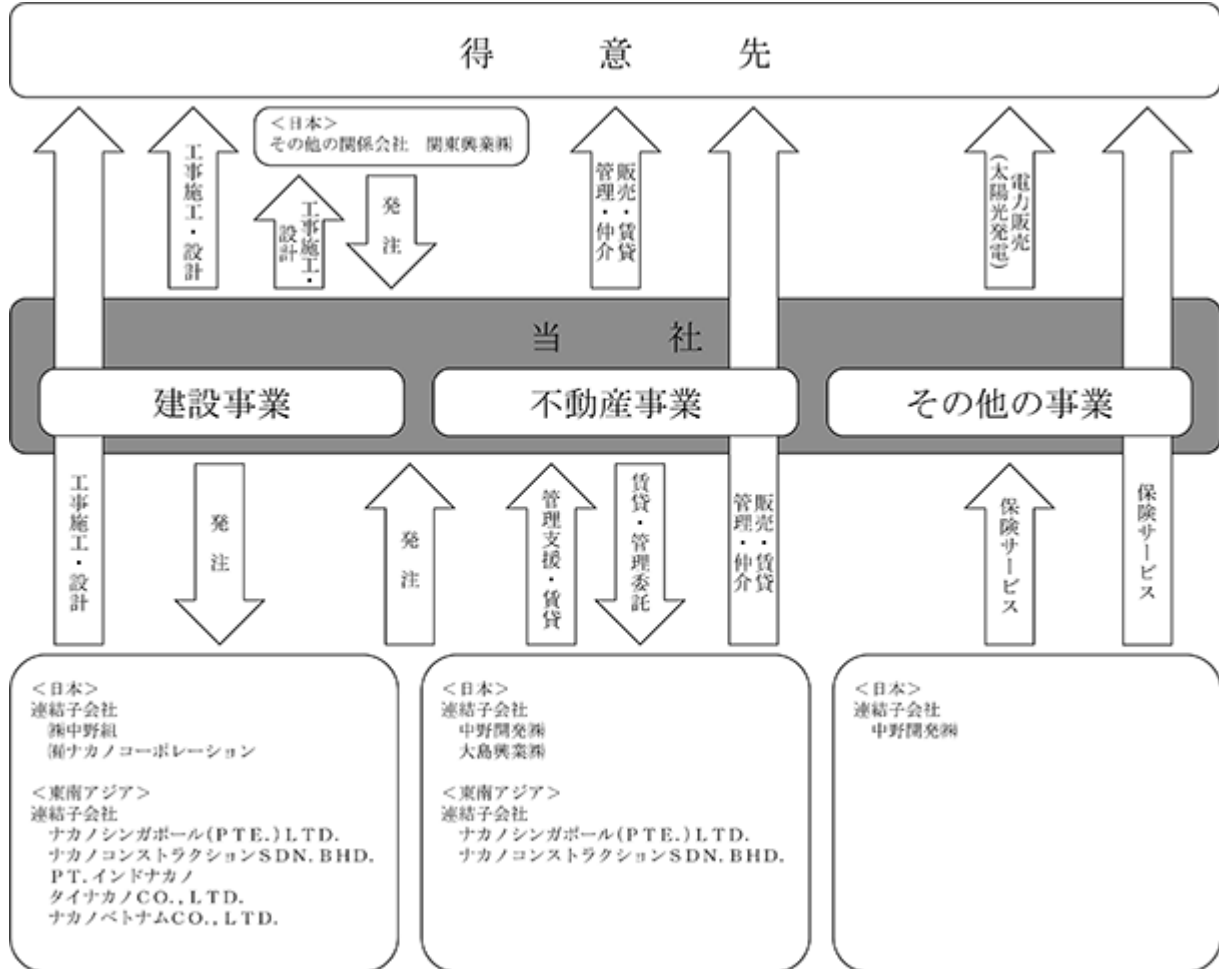 得意先
<日本>
その他の関係会社 関東興業㈱
工事施工・設計
工事施工・
設計
発注
販売・賃貸
管理・仲介
電力販売
(太陽光発電)
当社
建設事業
不動産事業
その他の事業
工事施工・設計
発注
発注
管理支援・賃貸
賃貸・管理委託
販売・賃貸
管理・仲介
保険サービス
保険サービス
<日本>
連結子会社
㈱中野組
㈲ナカノコーポレーション
<東南アジア>
連結子会社
ナカノシンガポール(PTE.)LTD.
ナカノコンストラクションSDN.BHD.
PT.インドナカノ
タイナカノCO.,LTD.
ナカノベトナムCO.,LTD.
<日本>
連結子会社
中野開発㈱
大島興業㈱
<東南アジア>
連結子会社
ナカノシンガポール(PTE.)LTD.
ナカノコンストラクションSDN.BHD.
<日本>
連結子会社
中野開発㈱